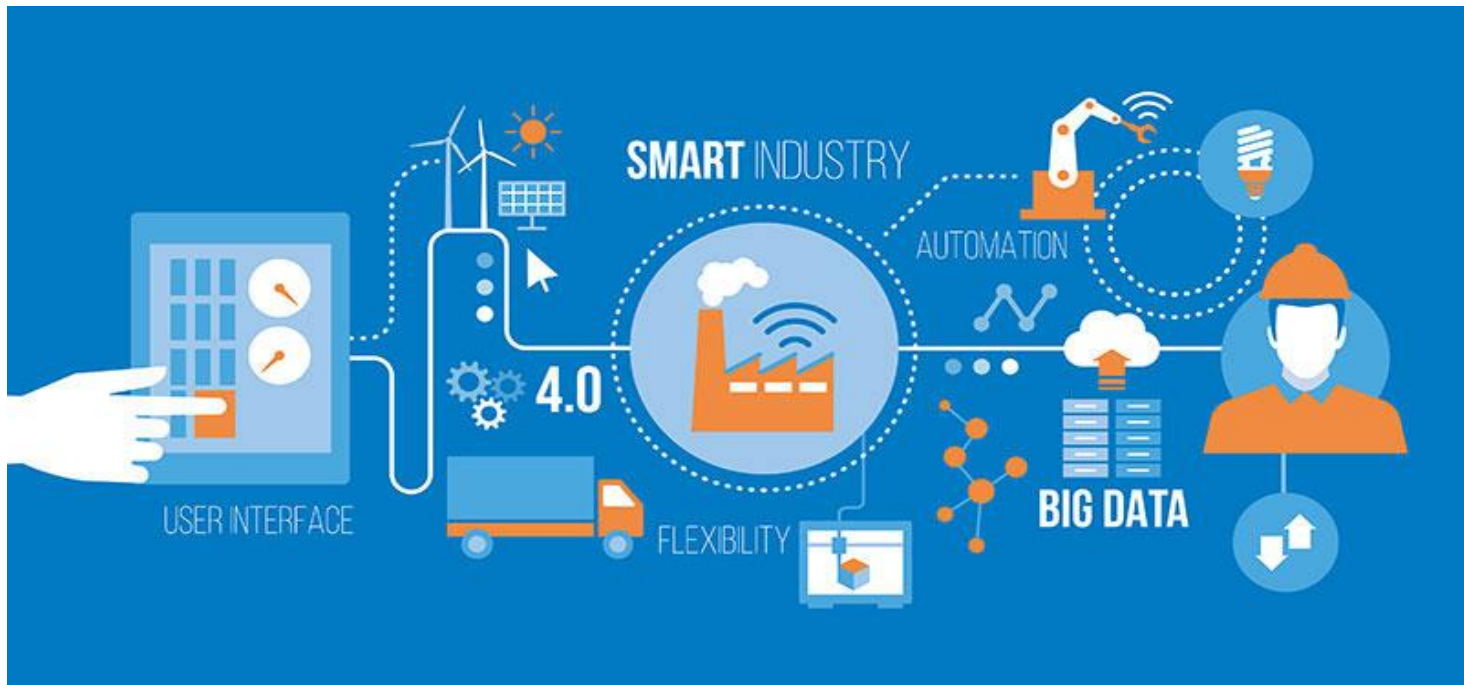 SMART INDUSTRY
AUTOMATION
4.0
USER INTERFACE
FLEXIBILITY
BIG DATA